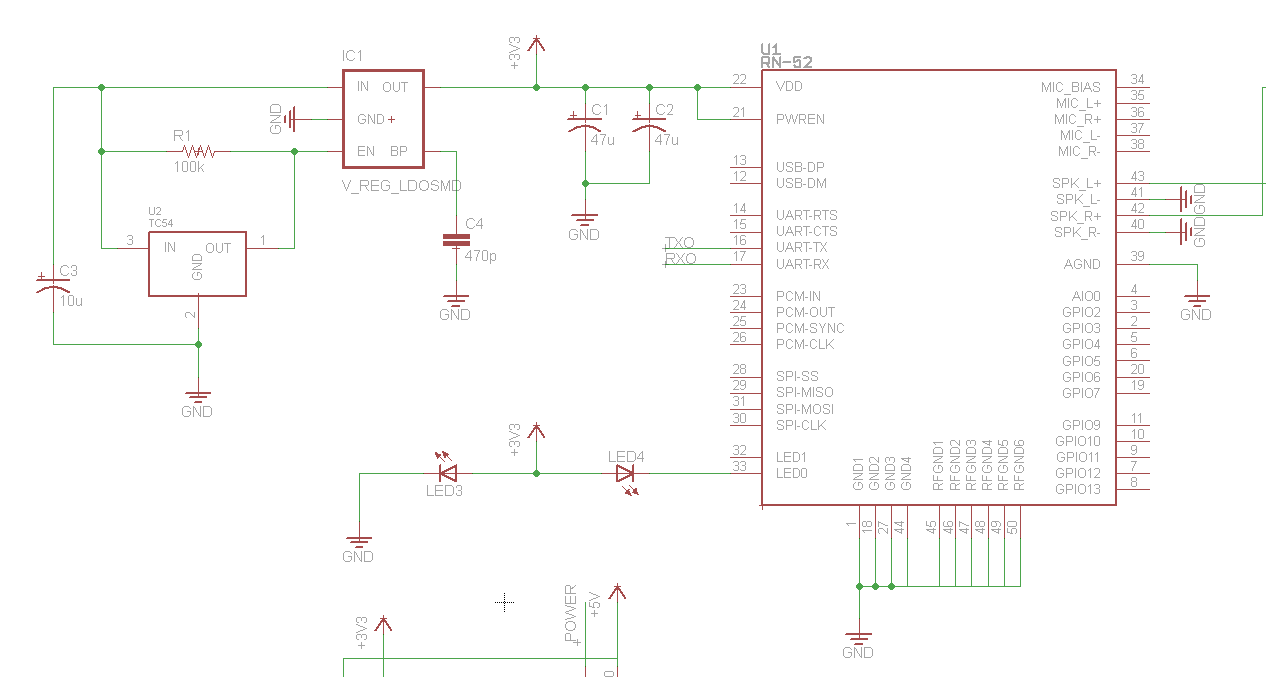 IC1
IN OUT
GND +
EN BP
V_REG_LDOSMD
GND
+3V3
R1
100k
U2
TC54
3
IN OUT
1
GND
2
C3
+
10u
GND
C4
470p
GND
+
C1
47u
+
C2
47u
GND
U1
RN-52
22 VDD
21 PWREN
13 USB-DP
12 USB-DM
14 UART-RTS
15 UART-CTS
TXO 16 UART-TX
RXO 17 UART-RX
23 PCM-IN
24 PCM-OUT
25 PCM-SYNC
26 PCM-CLK
28 SPI-SS
29 SPI-MISO
31 SPI-MOSI
30 SPI-CLK
32 LED1
33 LED0
MIC_BIAS 34
MIC_L+ 35
MIC_R+ 36
MIC_L- 37
MIC_R- 38
SPK_L+ 43
SPK_L- 41 GND
SPK_R+ 42
SPK_R- 40 GND
AGND 39
GND
AIO0 4
GPIO2 3
GPIO3 2
GPIO4 5
GPIO5 6
GPIO6 20
GPIO7 19
GPIO9 11
GPIO10 10
GPIO11 9
GPIO12 7
GPIO13 8
GND1 GND2 GND3 GND4 RFGND1 RFGND2 RFGND3 RFGND4 RFGND5 RFGND6
1 18 27 44 45 46 47 48 49 50
GND
+3V3
LED3
LED4
GND
+3V3
POWER
+
+5V
0